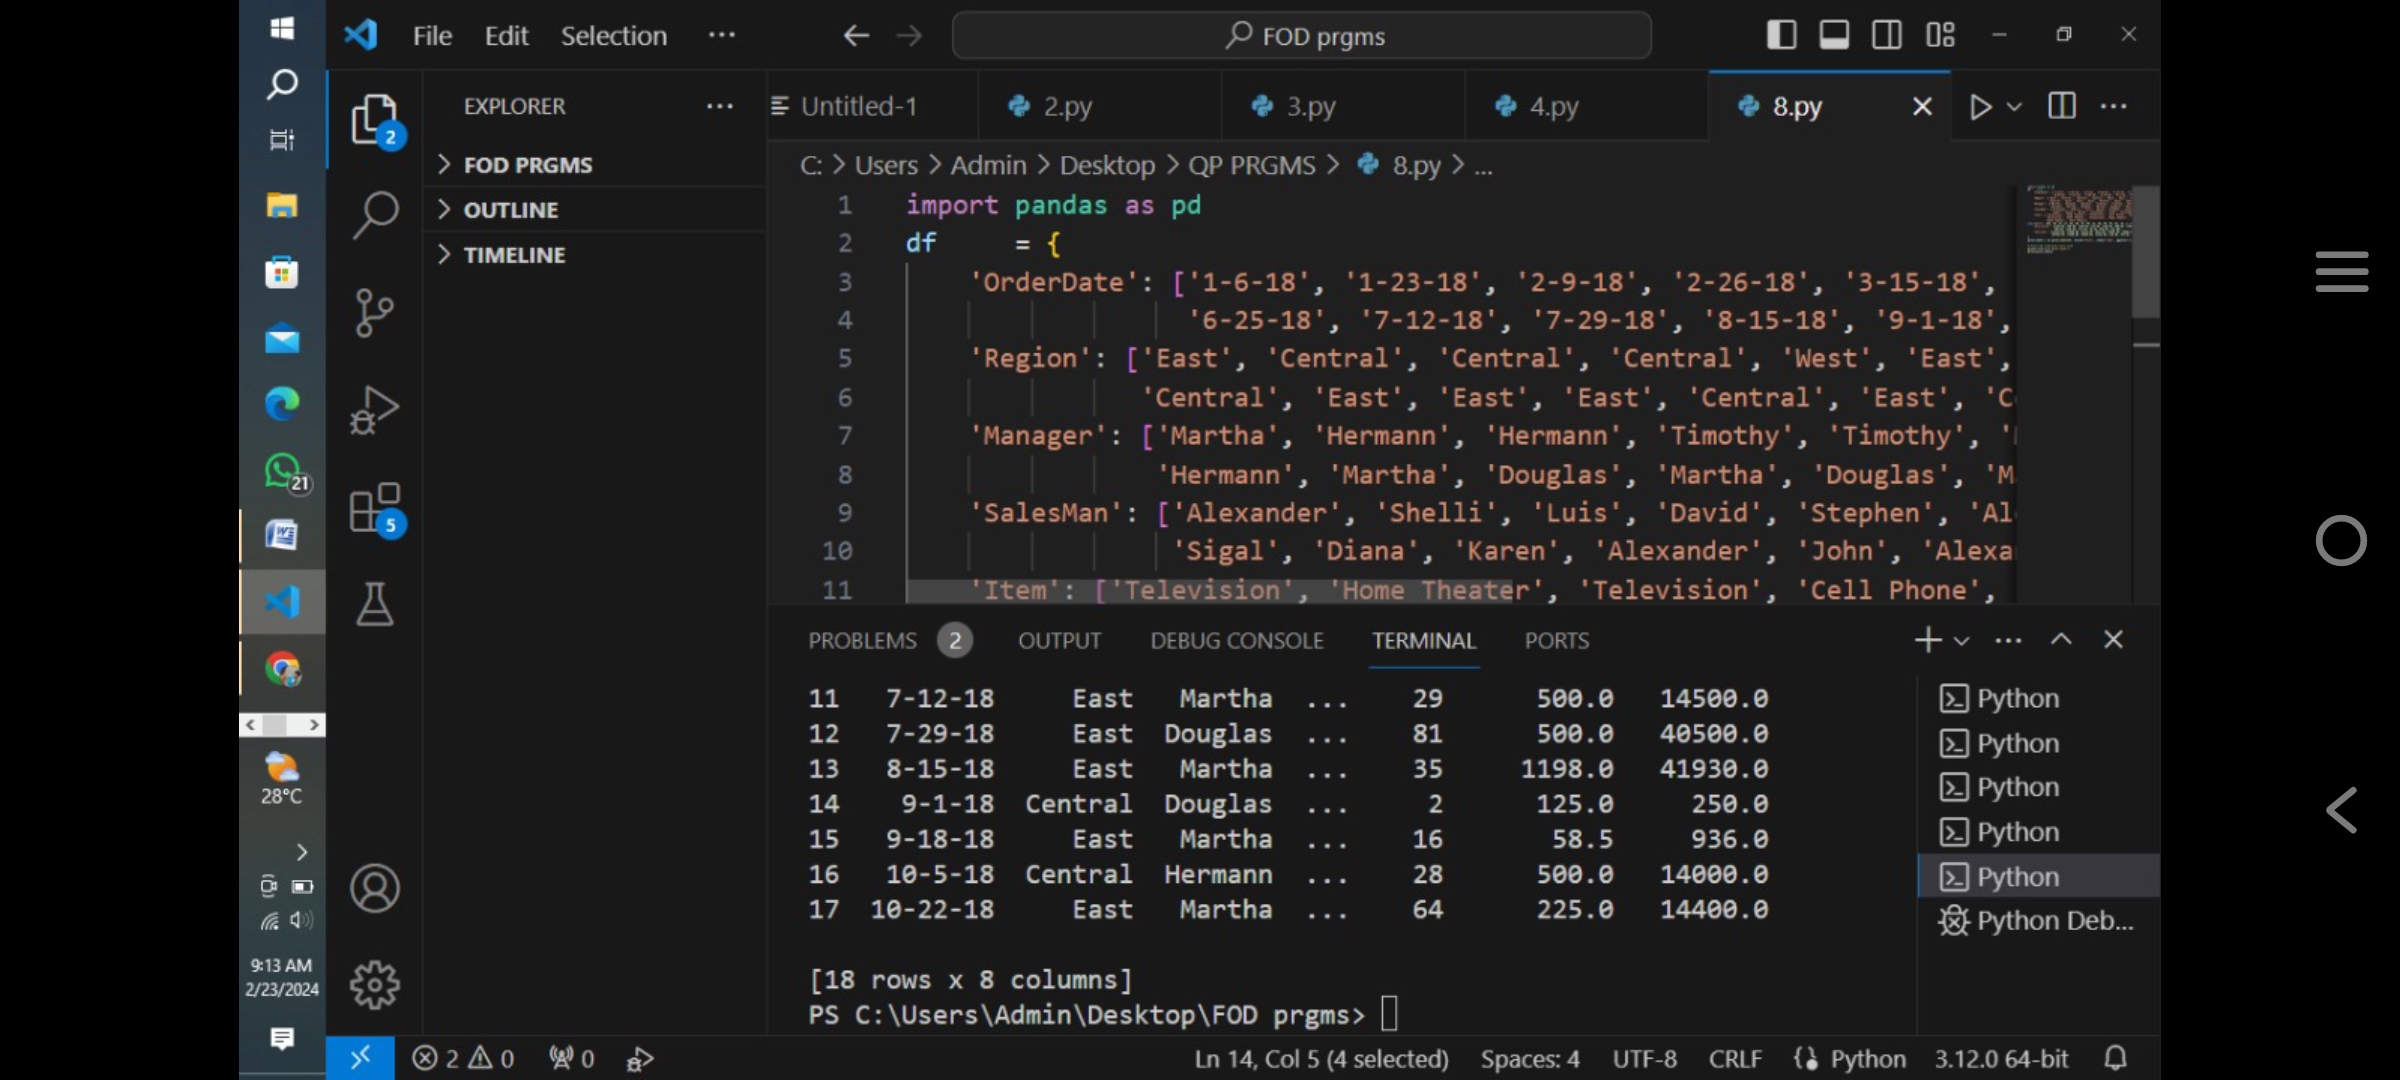 File Edit Selection ... FOD prgms
EXPLORER ...
Untitled-1 2.py 3.py 4.py 8.py
2
FOD PRGMS
OUTLINE
TIMELINE
C: > Users > Admin > Desktop > QP PRGMS > 8.py > ...
1 import pandas as pd
2 df = {
3 'OrderDate': ['1-6-18', '1-23-18', '2-9-18', '2-26-18', '3-15-18',
4 '6-25-18', '7-12-18', '7-29-18', '8-15-18', '9-1-18',
5 'Region': ['East', 'Central', 'Central', 'Central', 'West', 'East',
6 'Central', 'East', 'East', 'East', 'Central', 'East', 'C
7 'Manager': ['Martha', 'Hermann', 'Hermann', 'Timothy', 'Timothy', '
8 'Hermann', 'Martha', 'Douglas', 'Martha', 'Douglas', 'M
9 'SalesMan': ['Alexander', 'Shelli', 'Luis', 'David', 'Stephen', 'Al
10 'Sigal', 'Diana', 'Karen', 'Alexander', 'John', 'Alexa
11 'Item': ['Television', 'Home Theater', 'Television', 'Cell Phone',
21
5
PROBLEMS 2 OUTPUT DEBUG CONSOLE TERMINAL PORTS
11 7-12-18 East Martha ... 29 500.0 14500.0
12 7-29-18 East Douglas ... 81 500.0 40500.0
13 8-15-18 East Martha ... 35 1198.0 41930.0
14 9-1-18 Central Douglas ... 2 125.0 250.0
15 9-18-18 East Martha ... 16 58.5 936.0
16 10-5-18 Central Hermann ... 28 500.0 14000.0
17 10-22-18 East Martha ... 64 225.0 14400.0
[18 rows x 8 columns]
PS C:\Users\Admin\Desktop\FOD prgms>
Python
Python
Python
Python
Python
Python Deb...
28°C
9:13 AM
2/23/2024
2 0 0 Ln 14, Col 5 (4 selected) Spaces: 4 UTF-8 CRLF Python 3.12.0 64-bit